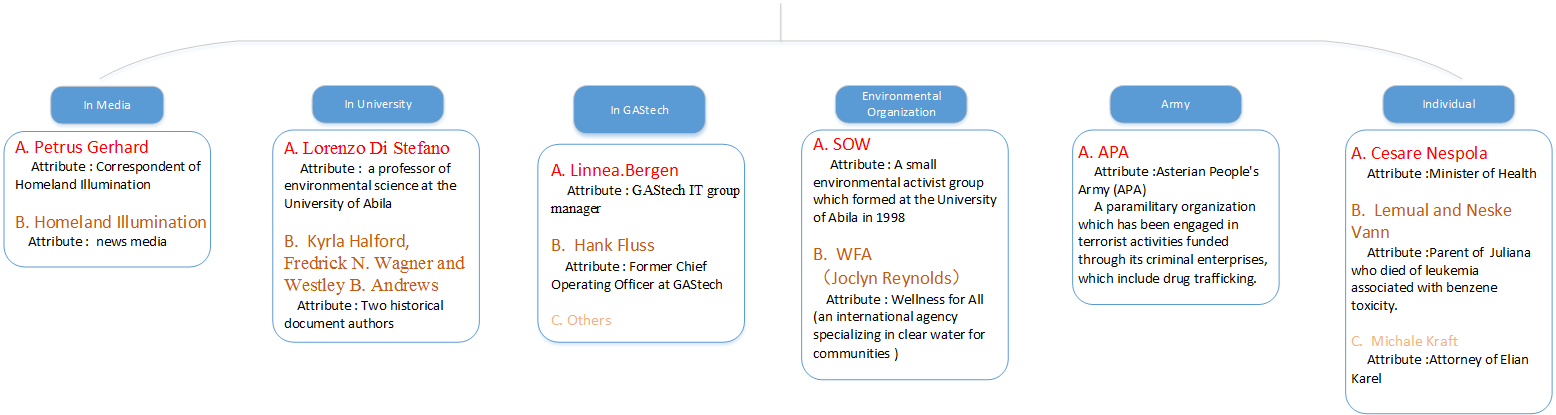 In Media
A. Petrus Gerhard
Attribute : Correspondent of
Homeland Illumination
B. Homeland Illumination
Attribute : news media
In University
A. Lorenzo Di Stefano
Attribute : a professor of
environmental science at the
University of Abila
B. Kyrla Halford,
Fredrick N. Wagner and
Westley B. Andrews
Attribute : Two historical
document authors
In GAStech
A. Linnea.Bergen
Attribute : GAStech IT group
manager
B. Hank Fluss
Attribute : Former Chief
Operating Officer at GAStech
C. Others
Environmental
Organization
A. SOW
Attribute : A small
environmental activist group
which formed at the University
of Abila in 1998
B. WFA
（Joclyn Reynolds）
Attribute : Wellness for All
(an international agency
specializing in clear water for
communities )
Army
A. APA
Attribute :Asterian People's
Army (APA)
A paramilitary organization
which has been engaged in
terrorist activities funded
through its criminal enterprises,
which include drug trafficking.
Individual
A. Cesare Nespola
Attribute :Minister of Health
B. Lemual and Neske
Vann
Attribute :Parent of Juliana
who died of leukemia
associated with benzene
toxicity.
C. Michale Kraft
Attribute :Attorney of Elian
Karel